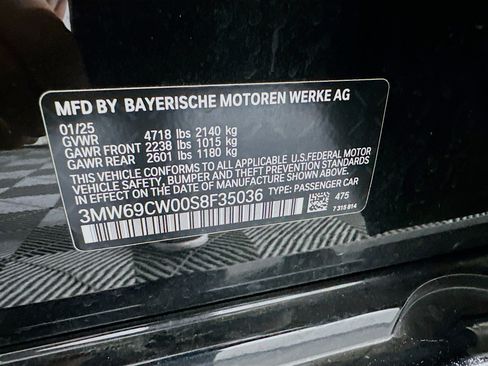 MFD BY BAYERISCHE MOTOREN WERKE AG
01/25
GVWR 4718 lbs 2140 kg
GAWR FRONT 2238 lbs 1015 kg
GAWR REAR 2601 lbs 1180 kg
THIS VEHICLE CONFORMS TO ALL APPLICABLE U.S.FEDERAL MOTOR
VEHICLE SAFETY, BUMPER AND THEFT PREVENTION STANDARDS
IN EFFECT ON THE DATE OF MANUFACTURE SHOWN ABOVE.
3MW69CW00S8F35036 TYPE: PASSENGER CAR
475
7 315 814